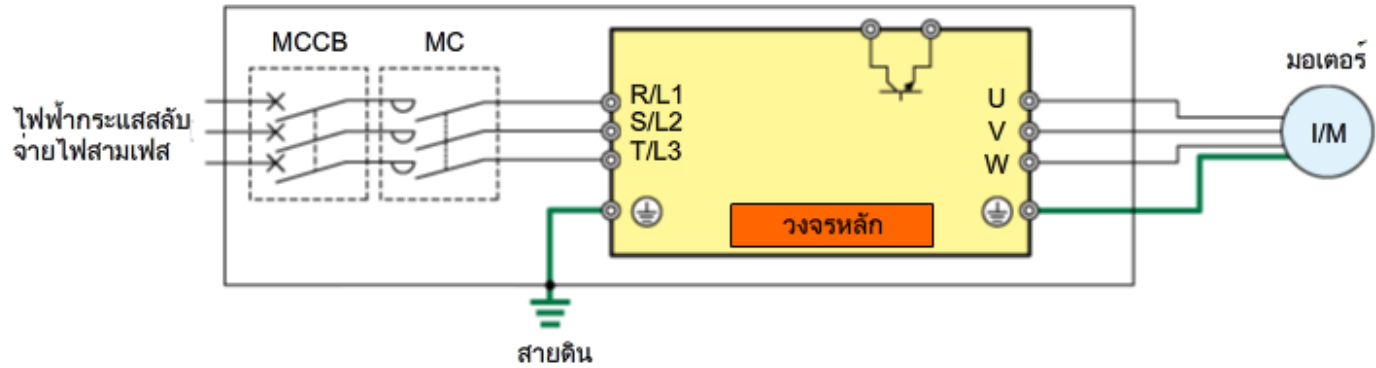 MCCB
MC
มอเตอร์
ไฟฟ้ากระแสสลับ
จ่ายไฟสามเฟส
R/L1
S/L2
T/L3
U
V
W
I/M
วงจรหลัก
สายดิน